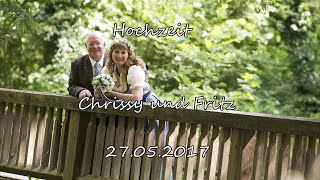 Hochzeit
Chrissy und Fritz
27.05.2017